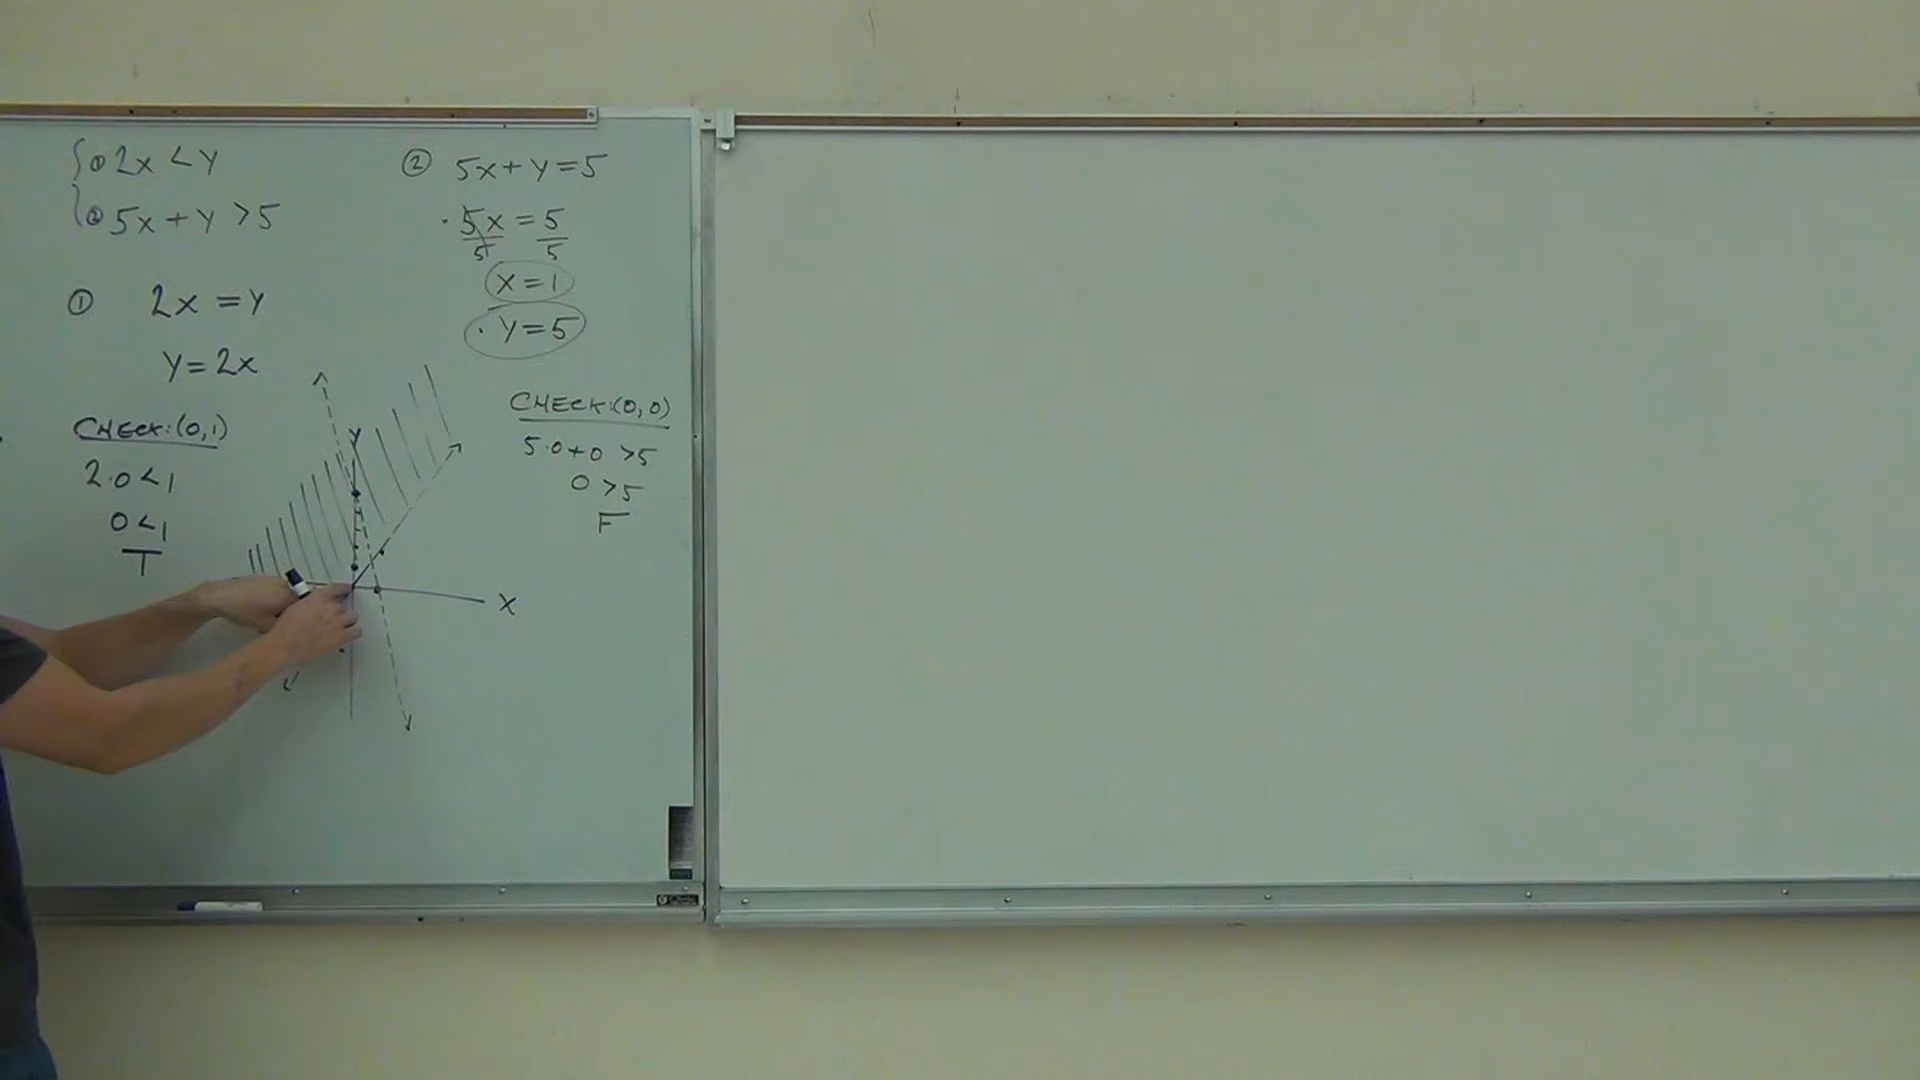 ① 2x < y
② 5x + y > 5
① 2x = y
y = 2x
CHECK: (0,1)
2·0 < 1
0 < 1
T
② 5x + y = 5
· 5x = 5
5 5
x = 1
· y = 5
CHECK: (0,0)
5·0 + 0 > 5
0 > 5
F
y
x